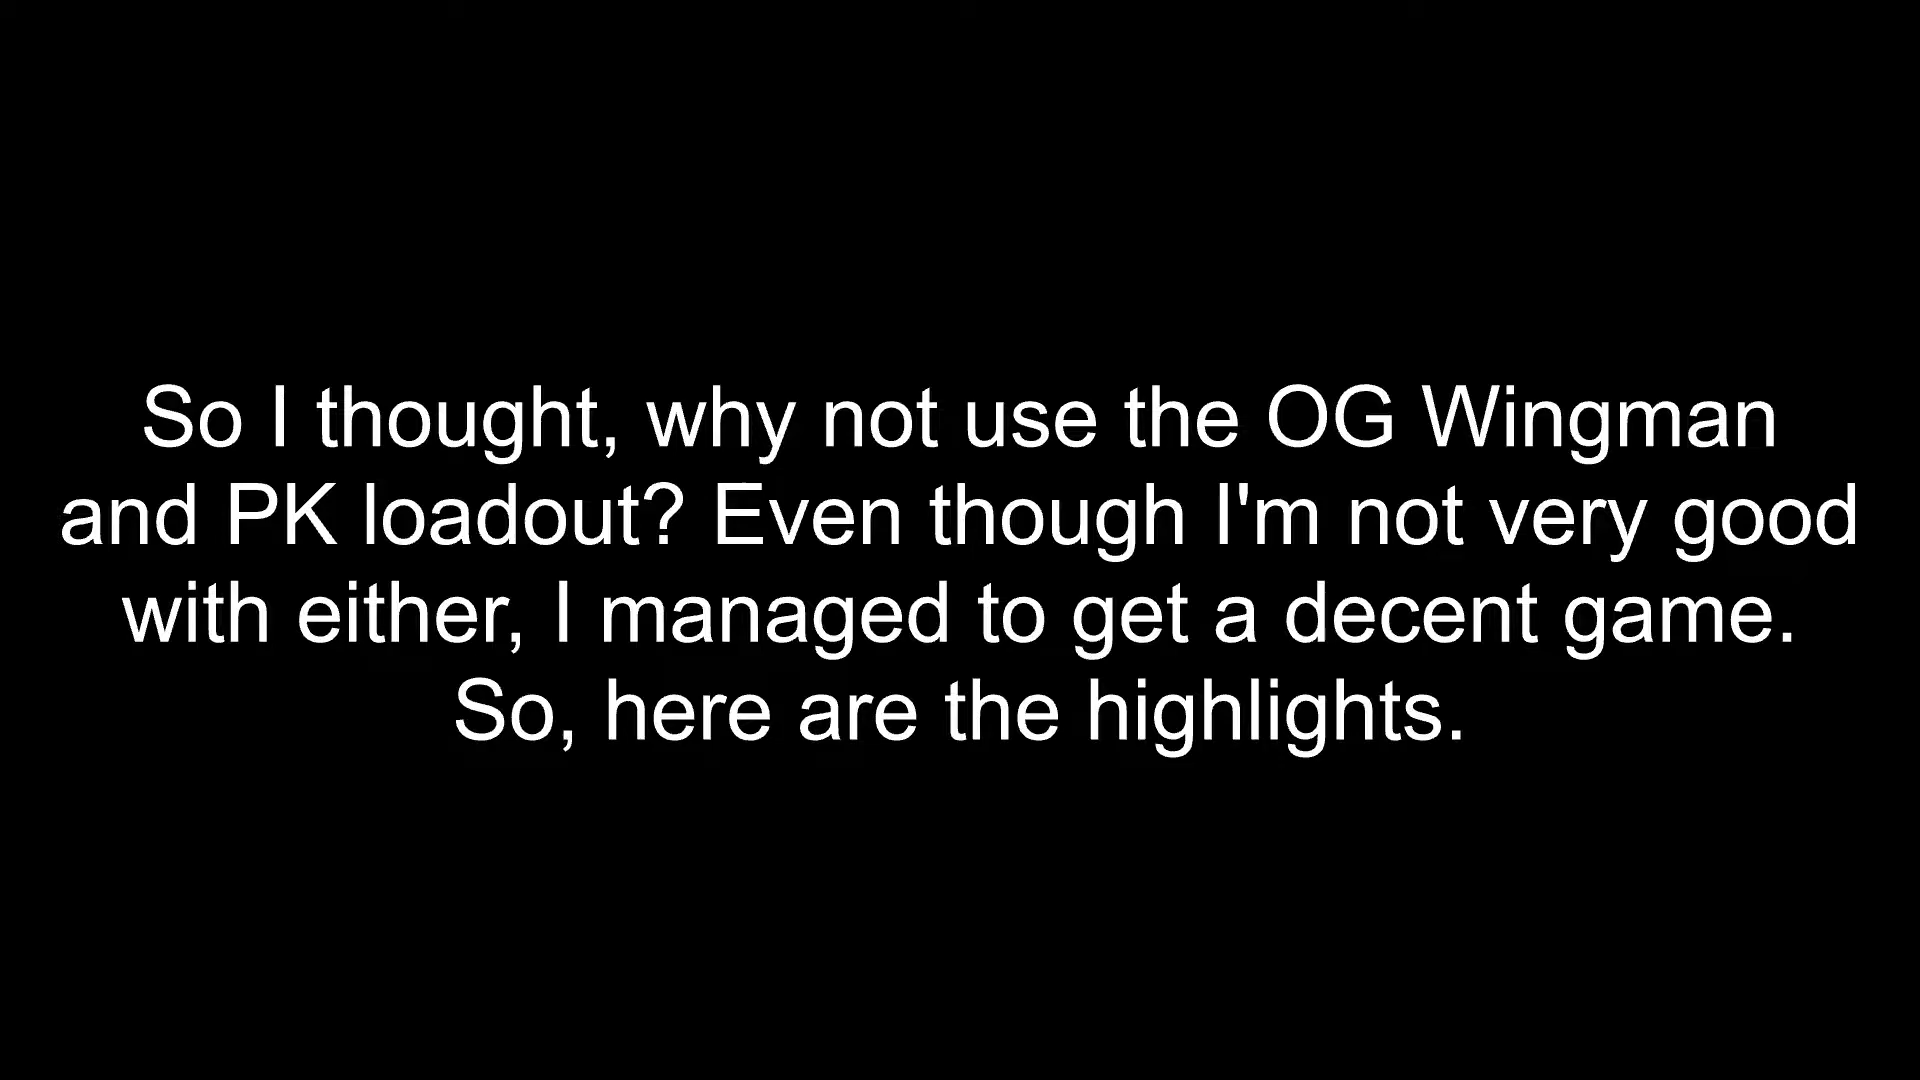 So I thought, why not use the OG Wingman
and PK loadout? Even though I'm not very good
with either, I managed to get a decent game.
So, here are the highlights.